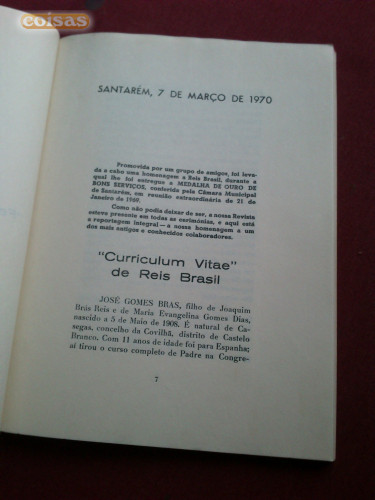 coisas
SANTARÉM, 7 DE MARÇO DE 1970
Promovida por um grupo de amigos, foi leva-
da a cabo uma homenagem a Reis Brasil, durante a
qual lhe foi entregue a MEDALHA DE OURO DE
BONS SERVIÇOS, conferida pela Câmara Municipal
de Santarém, em reunião extraordinária de 21 de
Janeiro de 1969.
Como não podia deixar de ser, a nossa Revista
esteve presente em todas as cerimónias, e aqui está
a reportagem integral — a nossa homenagem a um
dos mais antigos e conhecidos colaboradores.
"Curriculum Vitae"
de Reis Brasil
JOSÉ GOMES BRAS, filho de Joaquim
Brás Reis e de Maria Evangelina Gomes Dias,
nascido a 5 de Maio de 1908. É natural de Ca-
segas, concelho da Covilhã, distrito de Castelo
Branco. Com 11 anos de idade foi para Espanha;
aí tirou o curso completo de Padre na Congre-
7